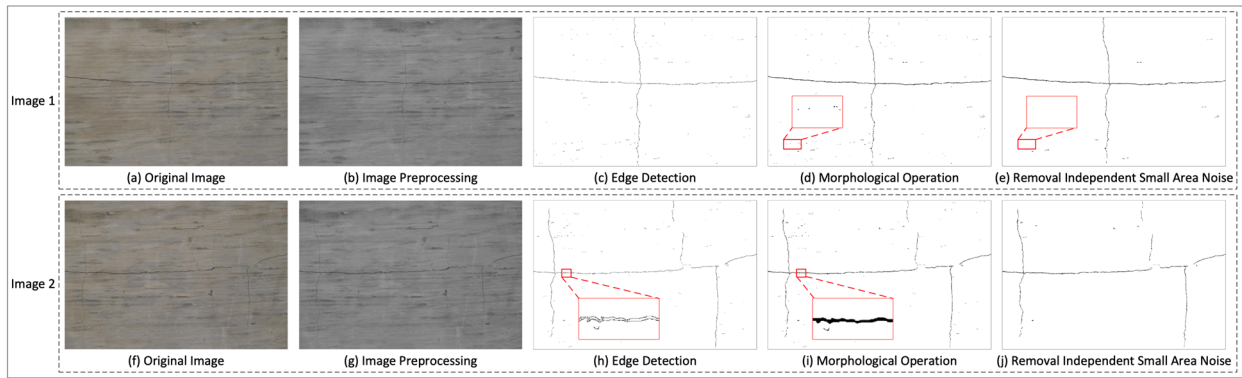 Image 1
(a) Original Image
(b) Image Preprocessing
(c) Edge Detection
(d) Morphological Operation
(e) Removal Independent Small Area Noise
Image 2
(f) Original Image
(g) Image Preprocessing
(h) Edge Detection
(i) Morphological Operation
(j) Removal Independent Small Area Noise